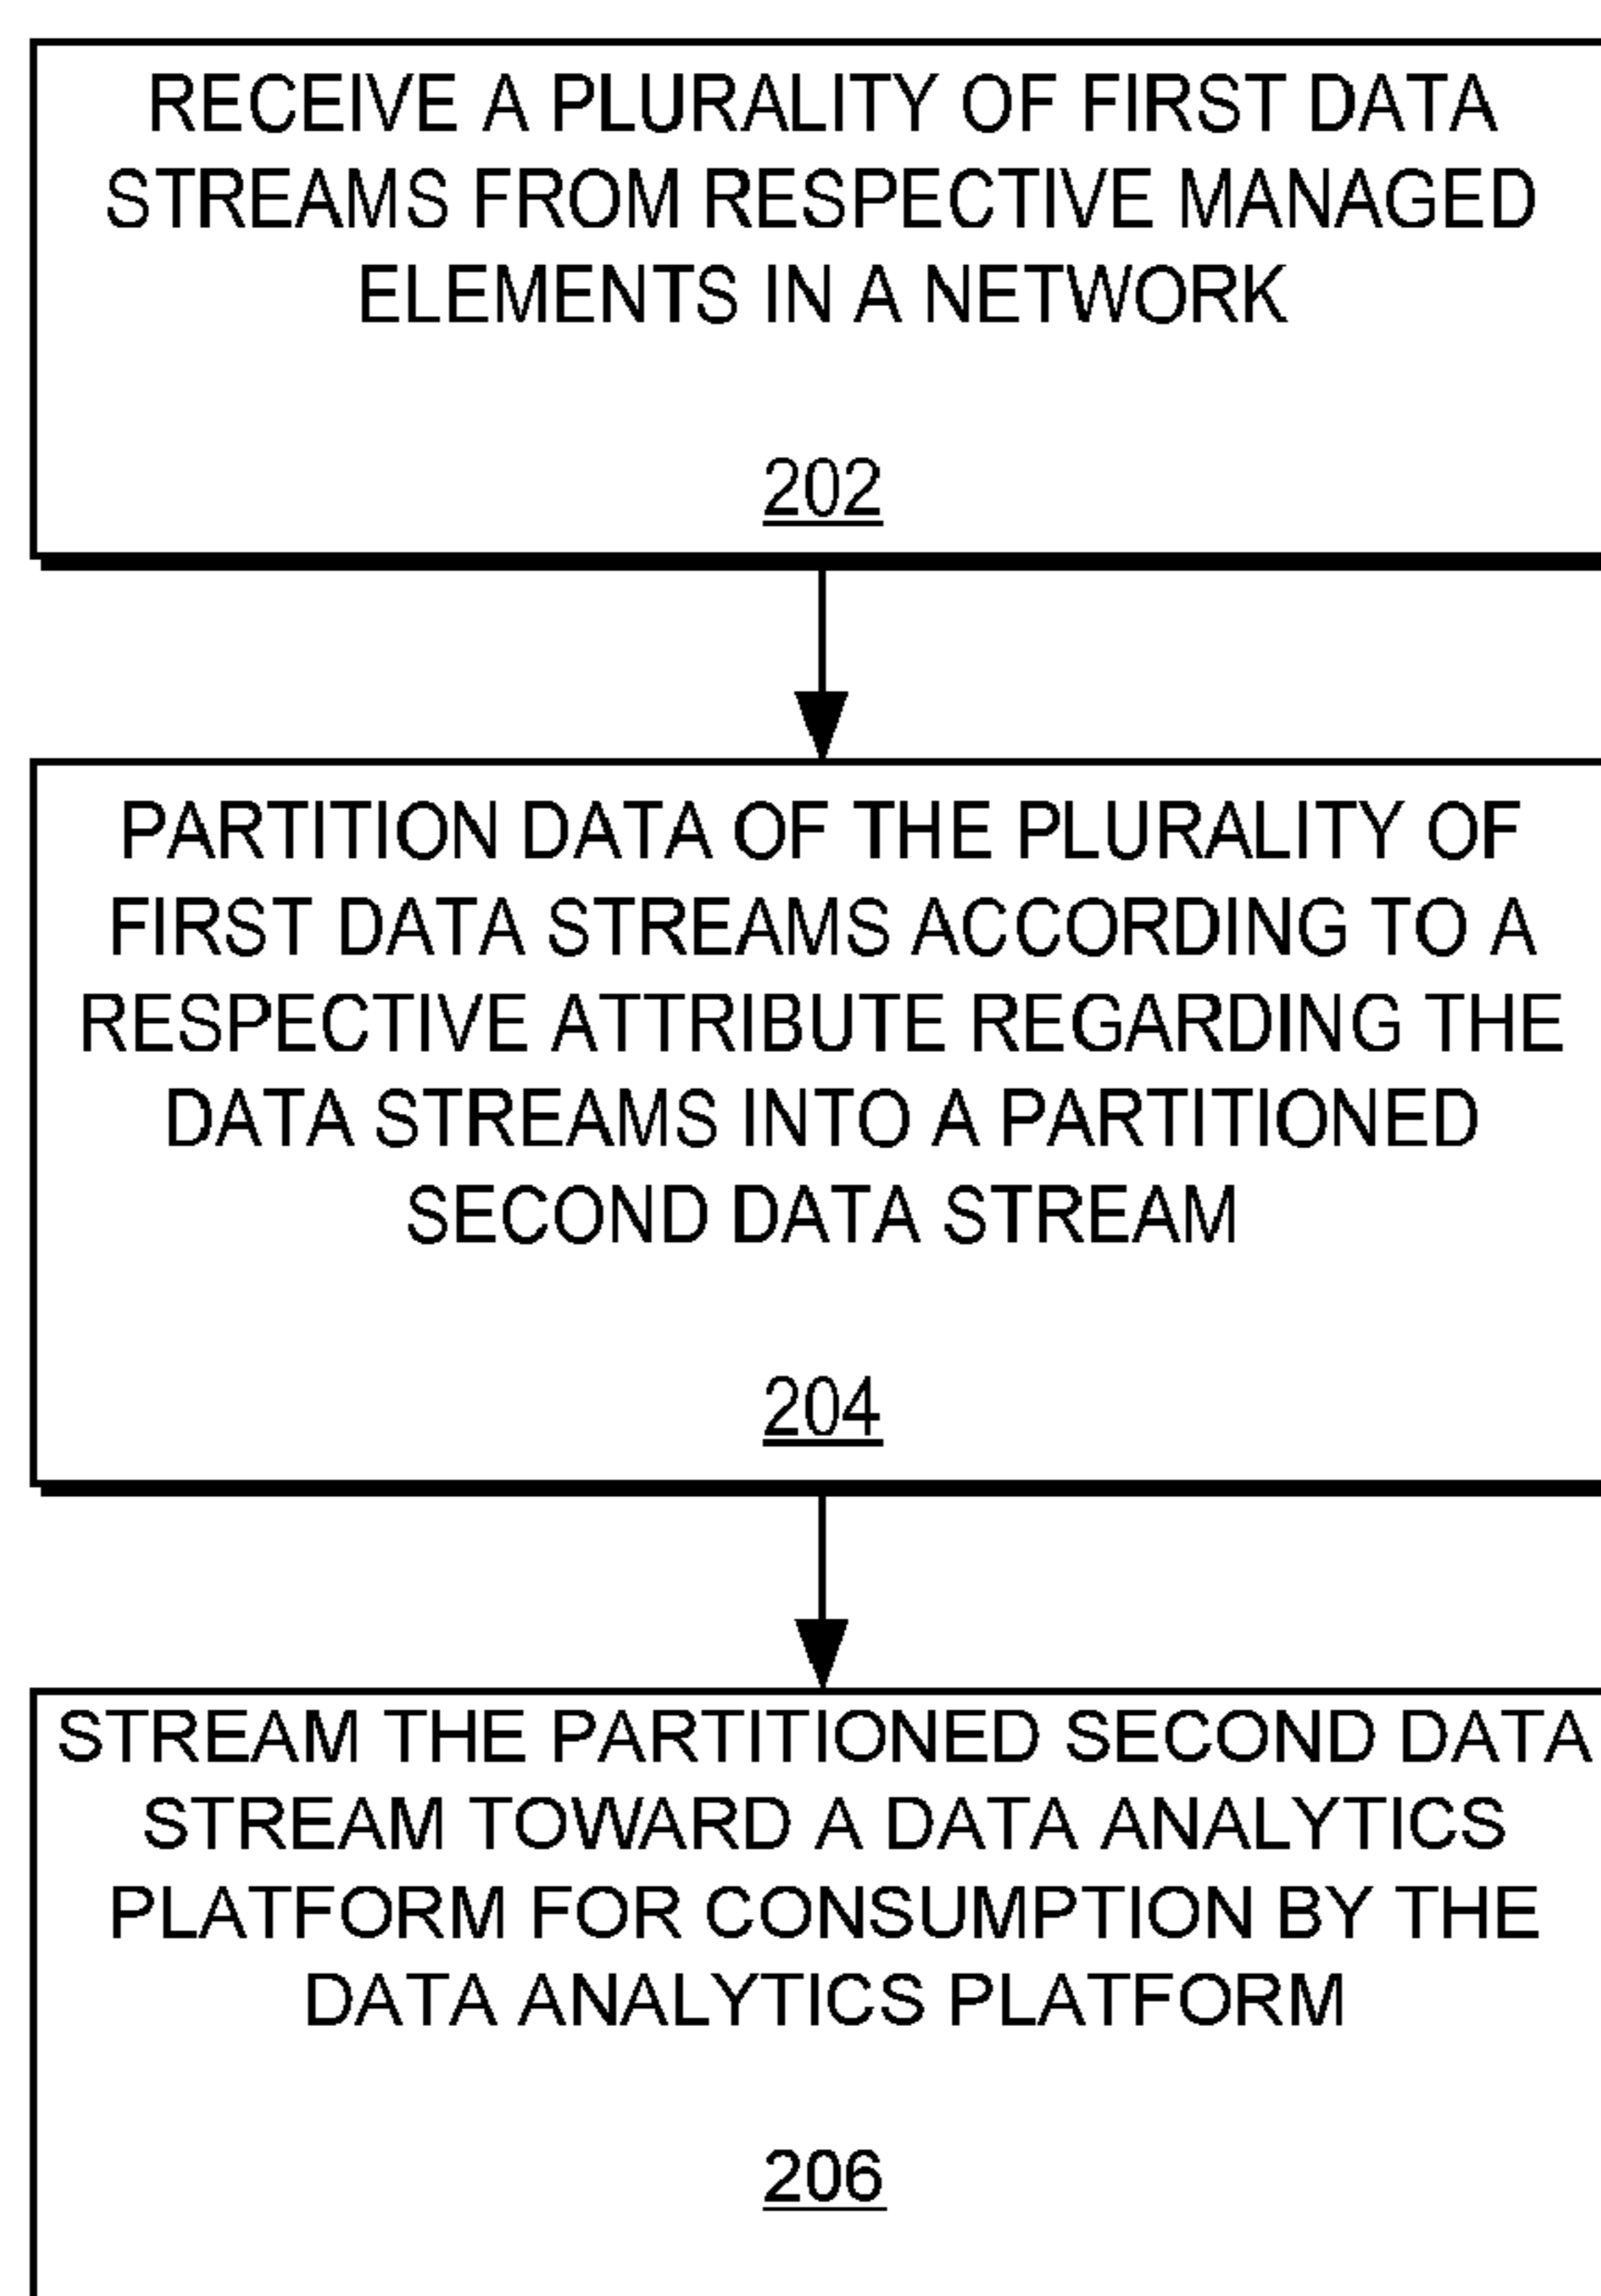 RECEIVE A PLURALITY OF FIRST DATA
STREAMS FROM RESPECTIVE MANAGED
ELEMENTS IN A NETWORK
202
PARTITION DATA OF THE PLURALITY OF
FIRST DATA STREAMS ACCORDING TO A
RESPECTIVE ATTRIBUTE REGARDING THE
DATA STREAMS INTO A PARTITIONED
SECOND DATA STREAM
204
STREAM THE PARTITIONED SECOND DATA
STREAM TOWARD A DATA ANALYTICS
PLATFORM FOR CONSUMPTION BY THE
DATA ANALYTICS PLATFORM
206